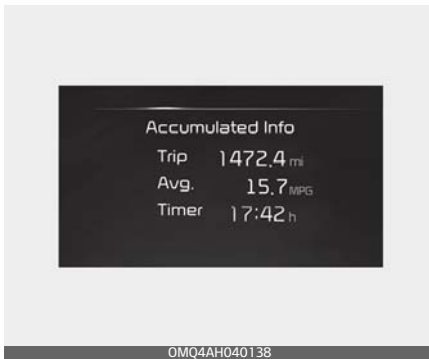 Accumulated Info
Trip 1472.4 mi
Avg. 15.7 MPG
Timer 17:42 h
OMQ4AH040138